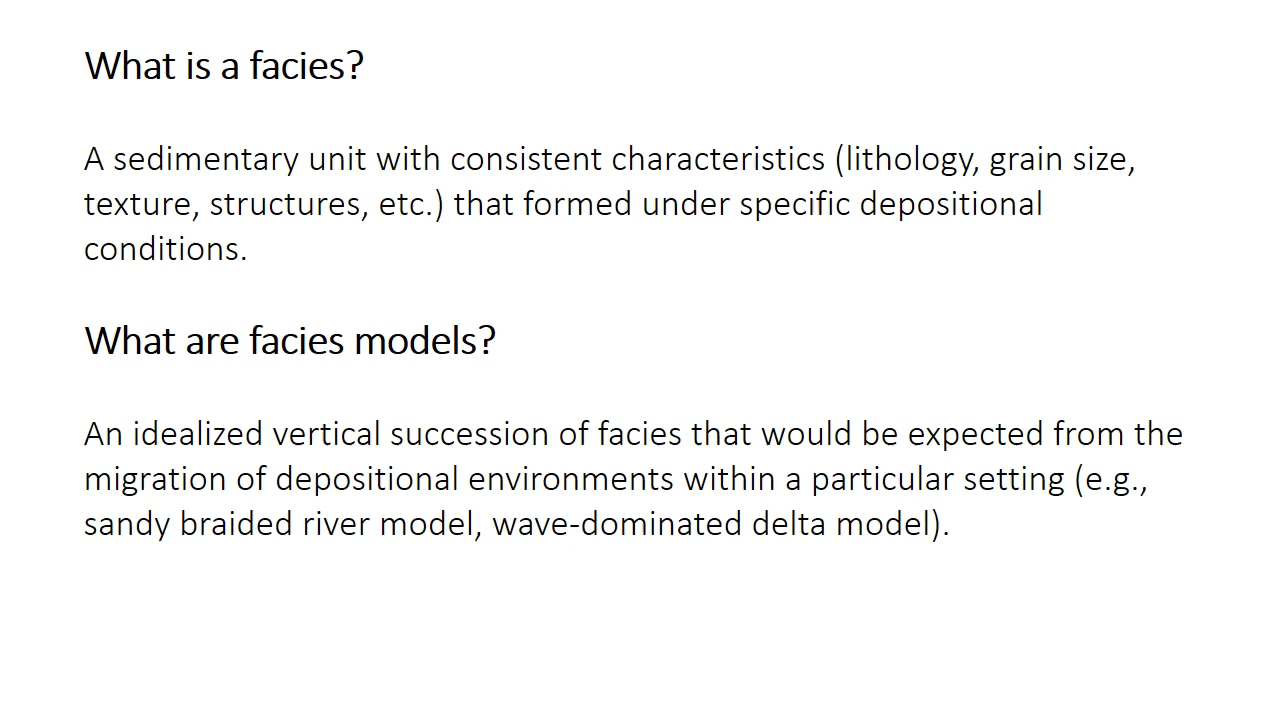 What is a facies?
A sedimentary unit with consistent characteristics (lithology, grain size,
texture, structures, etc.) that formed under specific depositional
conditions.
What are facies models?
An idealized vertical succession of facies that would be expected from the
migration of depositional environments within a particular setting (e.g.,
sandy braided river model, wave-dominated delta model).